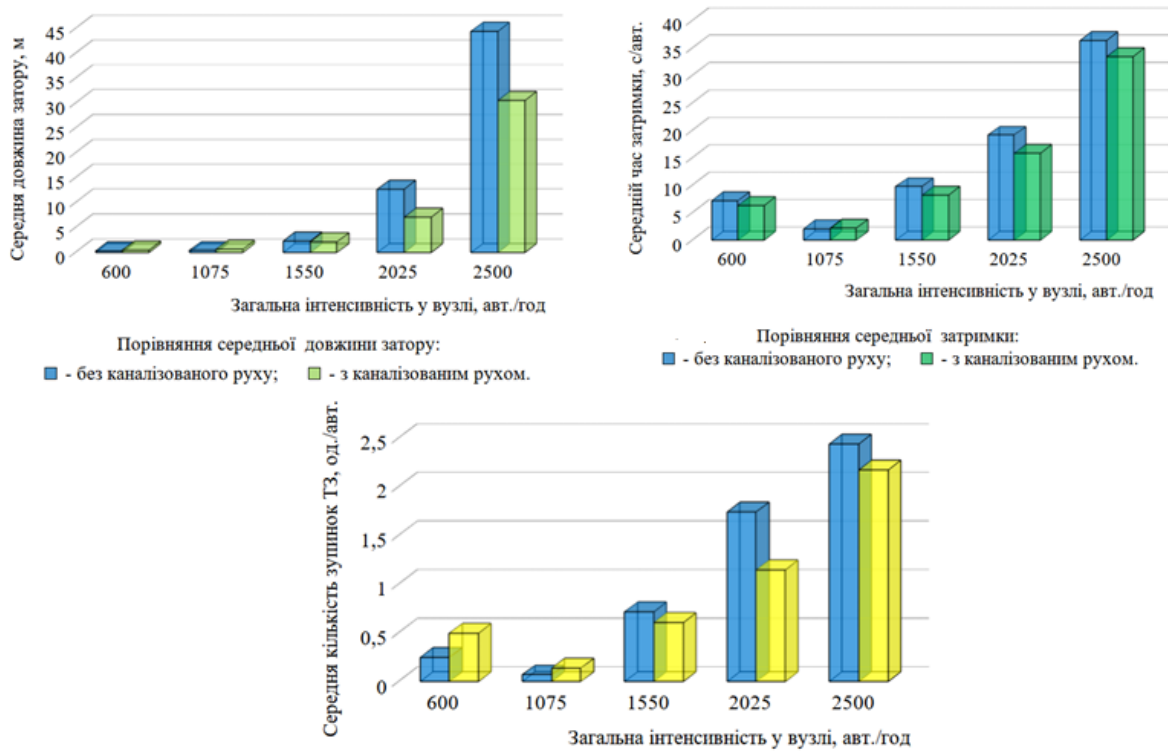 Середня довжина затору, м
45
40
35
30
25
20
15
10
5
0
600 1075 1550 2025 2500
Загальна інтенсивність у вузлі, авт./год
Порівняння середньої довжини затору:
- без каналізованого руху; - з каналізованим рухом.
Середній час затримки, с/авт.
40
35
30
25
20
15
10
5
0
600 1075 1550 2025 2500
Загальна інтенсивність у вузлі, авт./год
Порівняння середньої затримки:
- без каналізованого руху; - з каналізованим рухом.
Середня кількість зупинок ТЗ, од./авт.
2,5
2
1,5
1
0,5
0
600 1075 1550 2025 2500
Загальна інтенсивність у вузлі, авт./год